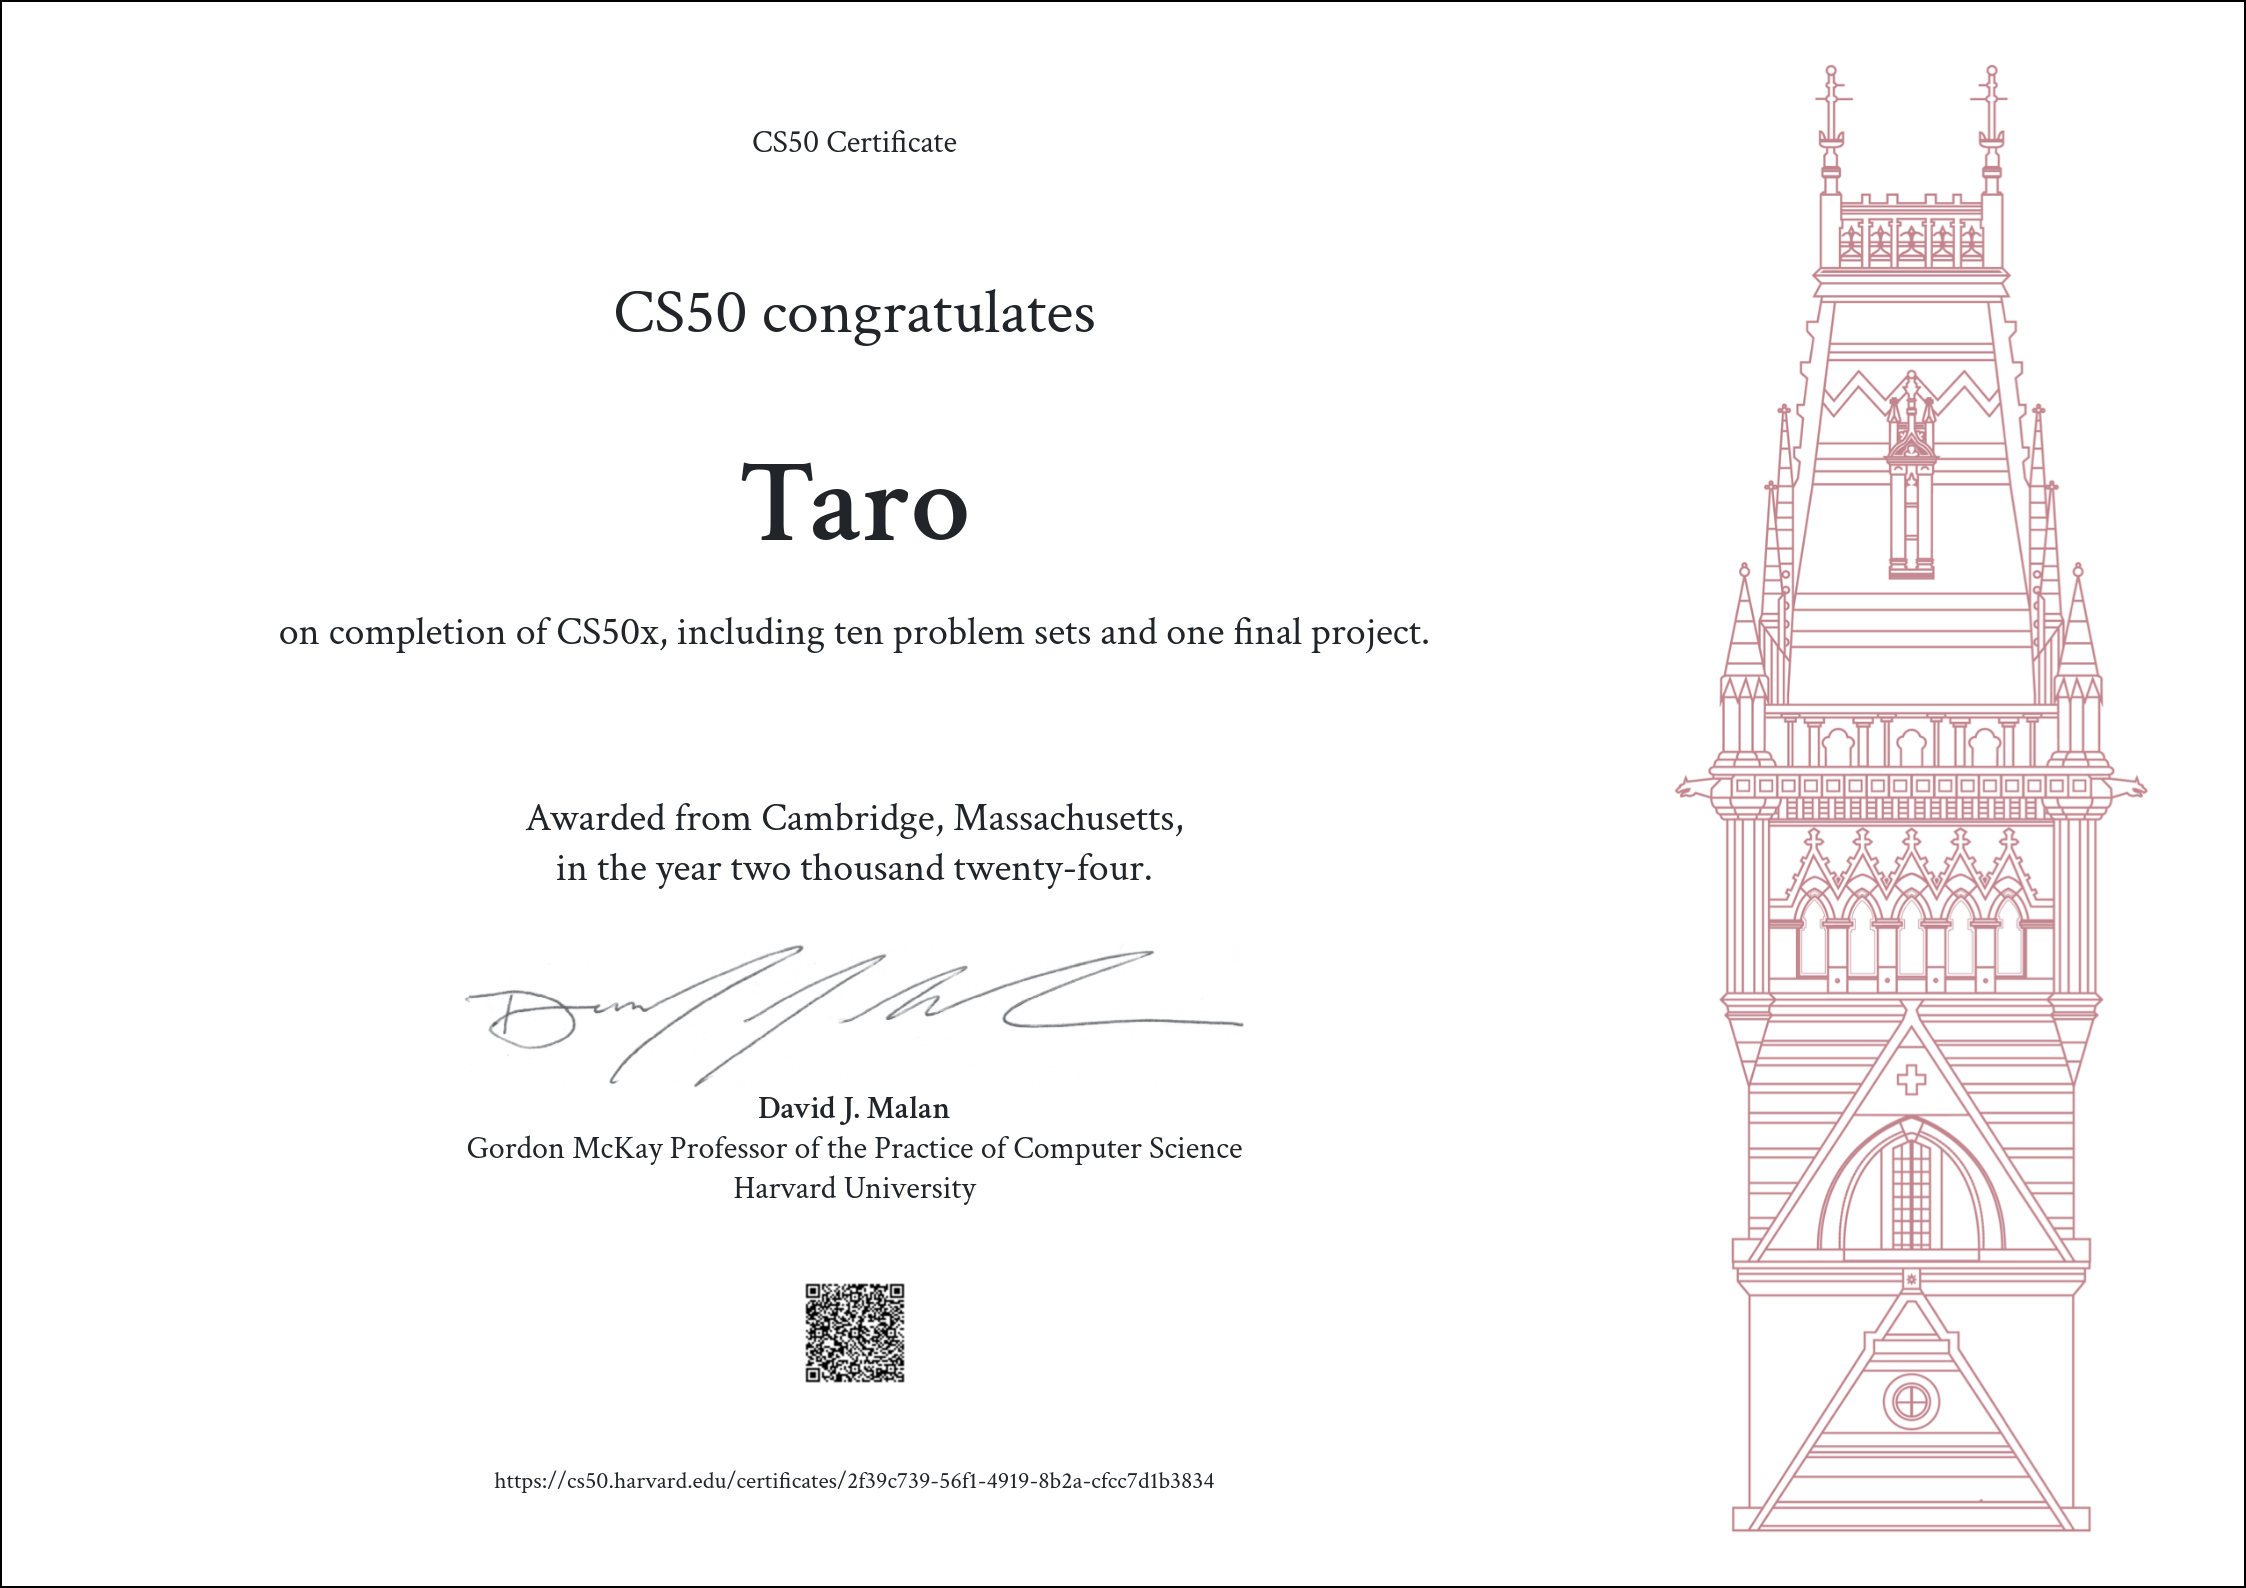 CS50 Certificate
CS50 congratulates
Taro
on completion of CS50x, including ten problem sets and one final project.
Awarded from Cambridge, Massachusetts,
in the year two thousand twenty-four.
David J. Malan
Gordon McKay Professor of the Practice of Computer Science
Harvard University
https://cs50.harvard.edu/certificates/2f39c739-56f1-4919-8b2a-cfcc7d1b3834